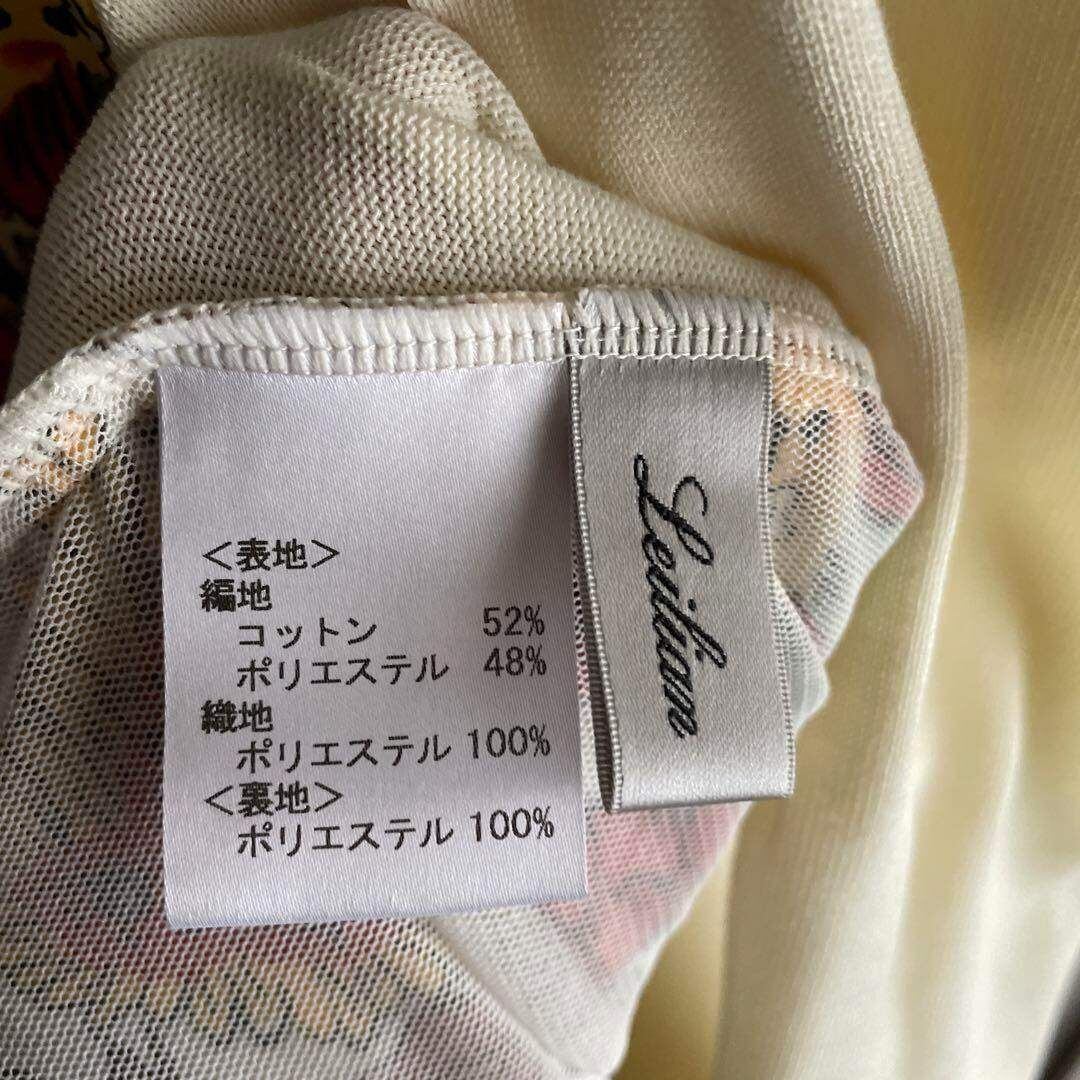 ＜表地＞
編地
コットン 52%
ポリエステル 48%
織地
ポリエステル 100%
＜裏地＞
ポリエステル 100%
Leilian